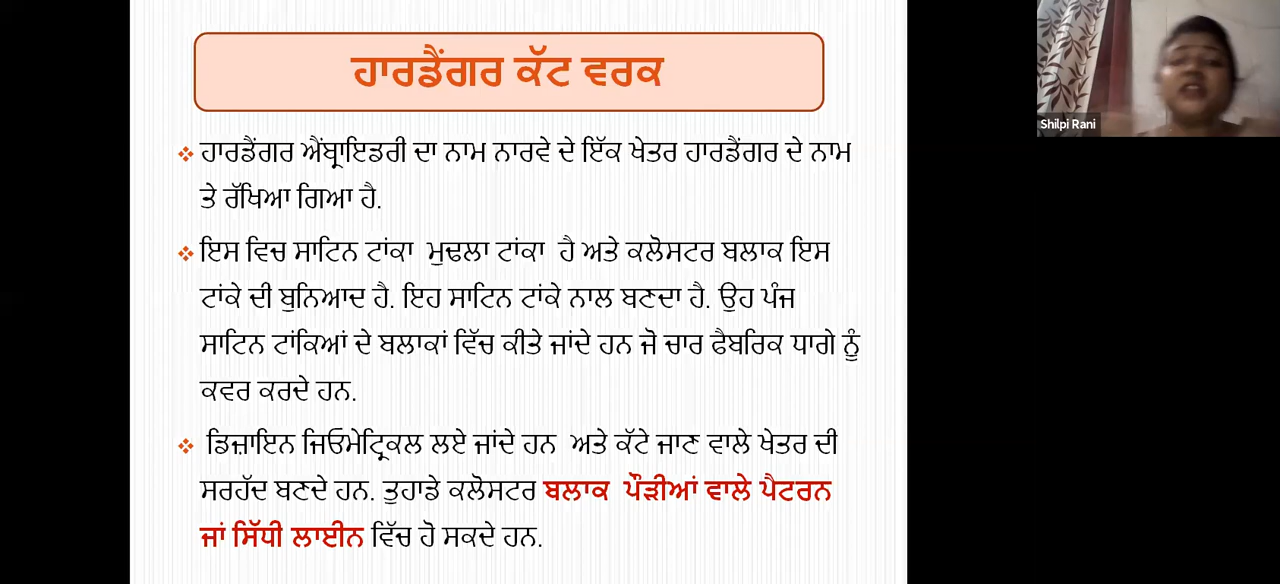 ਹਾਰਡੈਂਗਰ ਕੱਟ ਵਰਕ
Shilpi Rani
ਹਾਰਡੈਂਗਰ ਐਂਬ੍ਰਾਇਡਰੀ ਦਾ ਨਾਮ ਨਾਰਵੇ ਦੇ ਇੱਕ ਖੇਤਰ ਹਾਰਡੈਂਗਰ ਦੇ ਨਾਮ
ਤੇ ਰੱਖਿਆ ਗਿਆ ਹੈ.
ਇਸ ਵਿਚ ਸਾਟਿਨ ਟਾਂਕਾ ਮੁਢਲਾ ਟਾਂਕਾ ਹੈ ਅਤੇ ਕਲੋਸਟਰ ਬਲਾਕ ਇਸ
ਟਾਂਕੇ ਦੀ ਬੁਨਿਆਦ ਹੈ. ਇਹ ਸਾਟਿਨ ਟਾਂਕੇ ਨਾਲ ਬਣਦਾ ਹੈ. ਉਹ ਪੰਜ
ਸਾਟਿਨ ਟਾਂਕਿਆਂ ਦੇ ਬਲਾਕਾਂ ਵਿੱਚ ਕੀਤੇ ਜਾਂਦੇ ਹਨ ਜੋ ਚਾਰ ਫੈਬਰਿਕ ਧਾਗੇ ਨੂੰ
ਕਵਰ ਕਰਦੇ ਹਨ.
ਡਿਜ਼ਾਇਨ ਜਿਓਮੇਟ੍ਰਿਕਲ ਲਏ ਜਾਂਦੇ ਹਨ ਅਤੇ ਕੱਟੇ ਜਾਣ ਵਾਲੇ ਖੇਤਰ ਦੀ
ਸਰਹੱਦ ਬਣਦੇ ਹਨ. ਤੁਹਾਡੇ ਕਲੋਸਟਰ ਬਲਾਕ ਪੌੜੀਆਂ ਵਾਲੇ ਪੈਟਰਨ
ਜਾਂ ਸਿੱਧੀ ਲਾਈਨ ਵਿੱਚ ਹੋ ਸਕਦੇ ਹਨ.